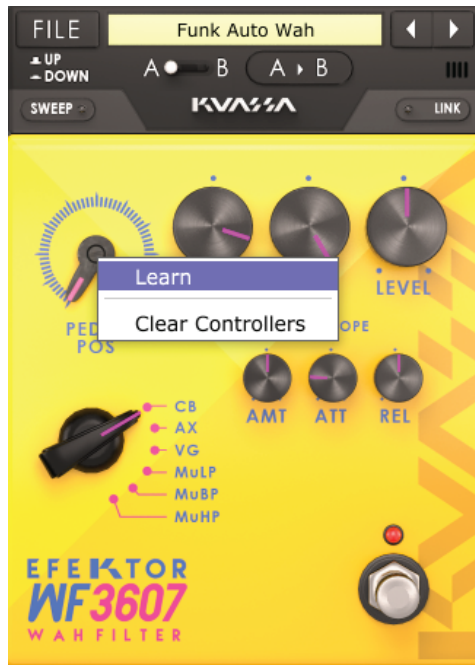 FILE
Funk Auto Wah
UP
DOWN
A B
A B
SWEEP
KVASSA
LINK
Learn
Clear Controllers
LEVEL
PED
POS
OPE
AMT
ATT
REL
CB
AX
VG
MuLP
MuBP
MuHP
EFEKTOR
WF3607
WAH FILTER